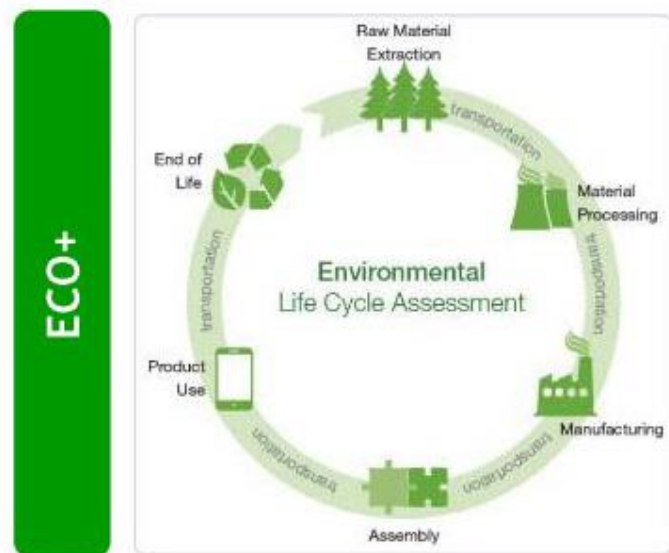 ECO+
Raw Material
Extraction
transportation
Material
Processing
transportation
Manufacturing
transportation
Assembly
transportation
Product
Use
transportation
End of
Life
Environmental
Life Cycle Assessment